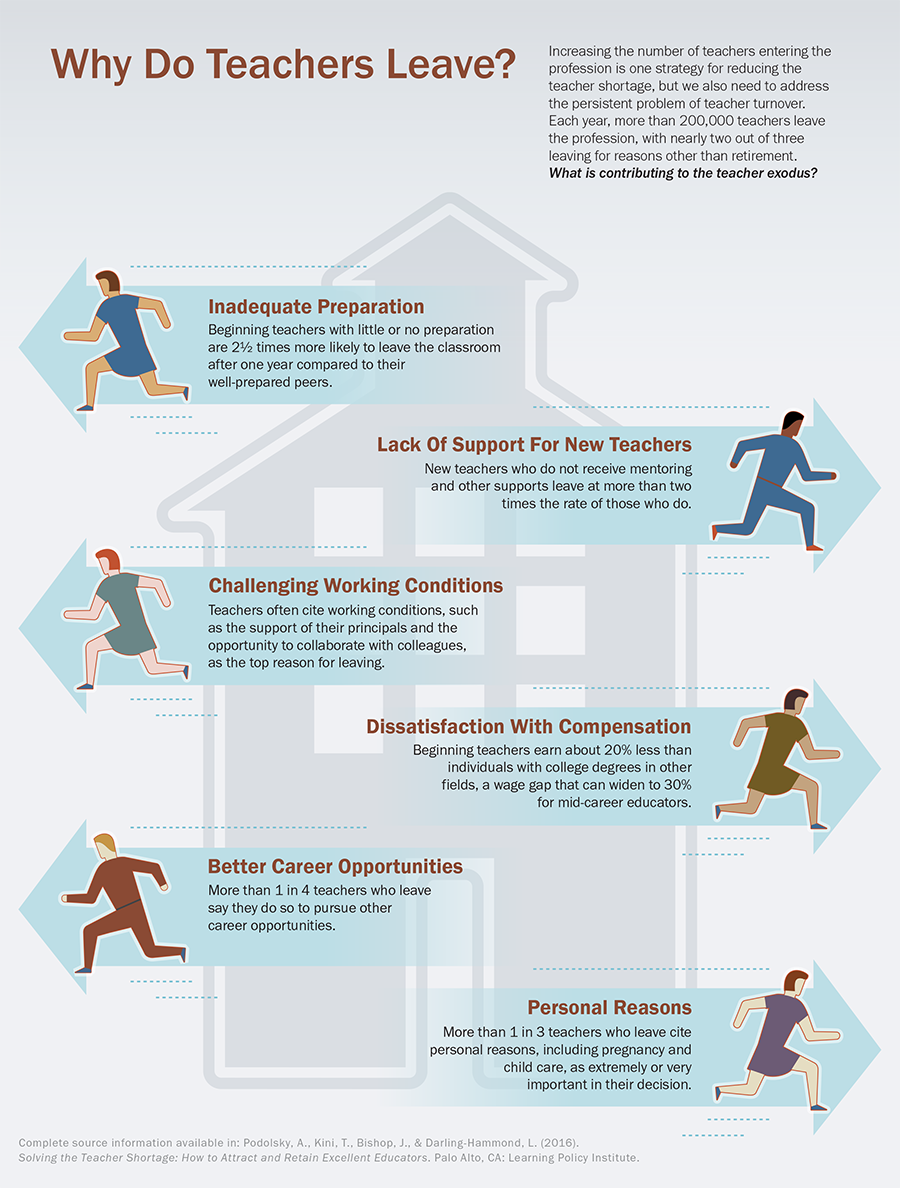 Why Do Teachers Leave?
Increasing the number of teachers entering the
profession is one strategy for reducing the
teacher shortage, but we also need to address
the persistent problem of teacher turnover.
Each year, more than 200,000 teachers leave
the profession, with nearly two out of three
leaving for reasons other than retirement.
What is contributing to the teacher exodus?
Inadequate Preparation
Beginning teachers with little or no preparation
are 2½ times more likely to leave the classroom
after one year compared to their
well-prepared peers.
Lack Of Support For New Teachers
New teachers who do not receive mentoring
and other supports leave at more than two
times the rate of those who do.
Challenging Working Conditions
Teachers often cite working conditions, such
as the support of their principals and the
opportunity to collaborate with colleagues,
as the top reason for leaving.
Dissatisfaction With Compensation
Beginning teachers earn about 20% less than
individuals with college degrees in other
fields, a wage gap that can widen to 30%
for mid-career educators.
Better Career Opportunities
More than 1 in 4 teachers who leave
say they do so to pursue other
career opportunities.
Personal Reasons
More than 1 in 3 teachers who leave cite
personal reasons, including pregnancy and
child care, as extremely or very
important in their decision.
Complete source information available in: Podolsky, A., Kini, T., Bishop, J., & Darling-Hammond, L. (2016).
Solving the Teacher Shortage: How to Attract and Retain Excellent Educators. Palo Alto, CA: Learning Policy Institute.